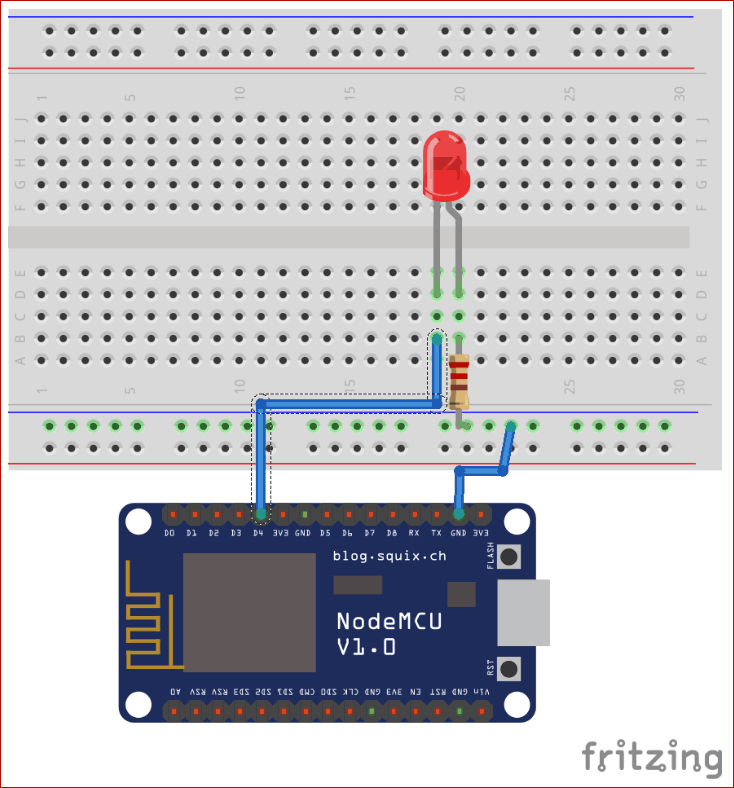 1 5 10 15 20 25 30
J J
I I
H H
G G
F F
E E
D D
C C
B B
A A
1 5 10 15 20 25 30
D0 D1 D2 D3 D4 3V3 GND D5 D6 D7 D8 RX TX GND 3V3
FLASH
blog.squix.ch
NodeMCU
V1.0
RST
A0 RSV RSV SD3 SD2 SD1 CMD SD0 CLK GND 3V3 EN RST GND Vin
fritzing